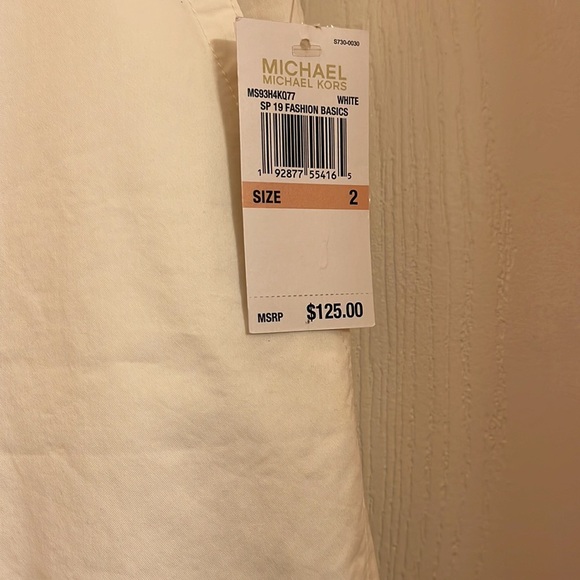 S730-0030
MICHAEL
MICHAEL KORS
MS93H4KQ77 WHITE
SP 19 FASHION BASICS
1 92877 55416 5
SIZE 2
MSRP $125.00